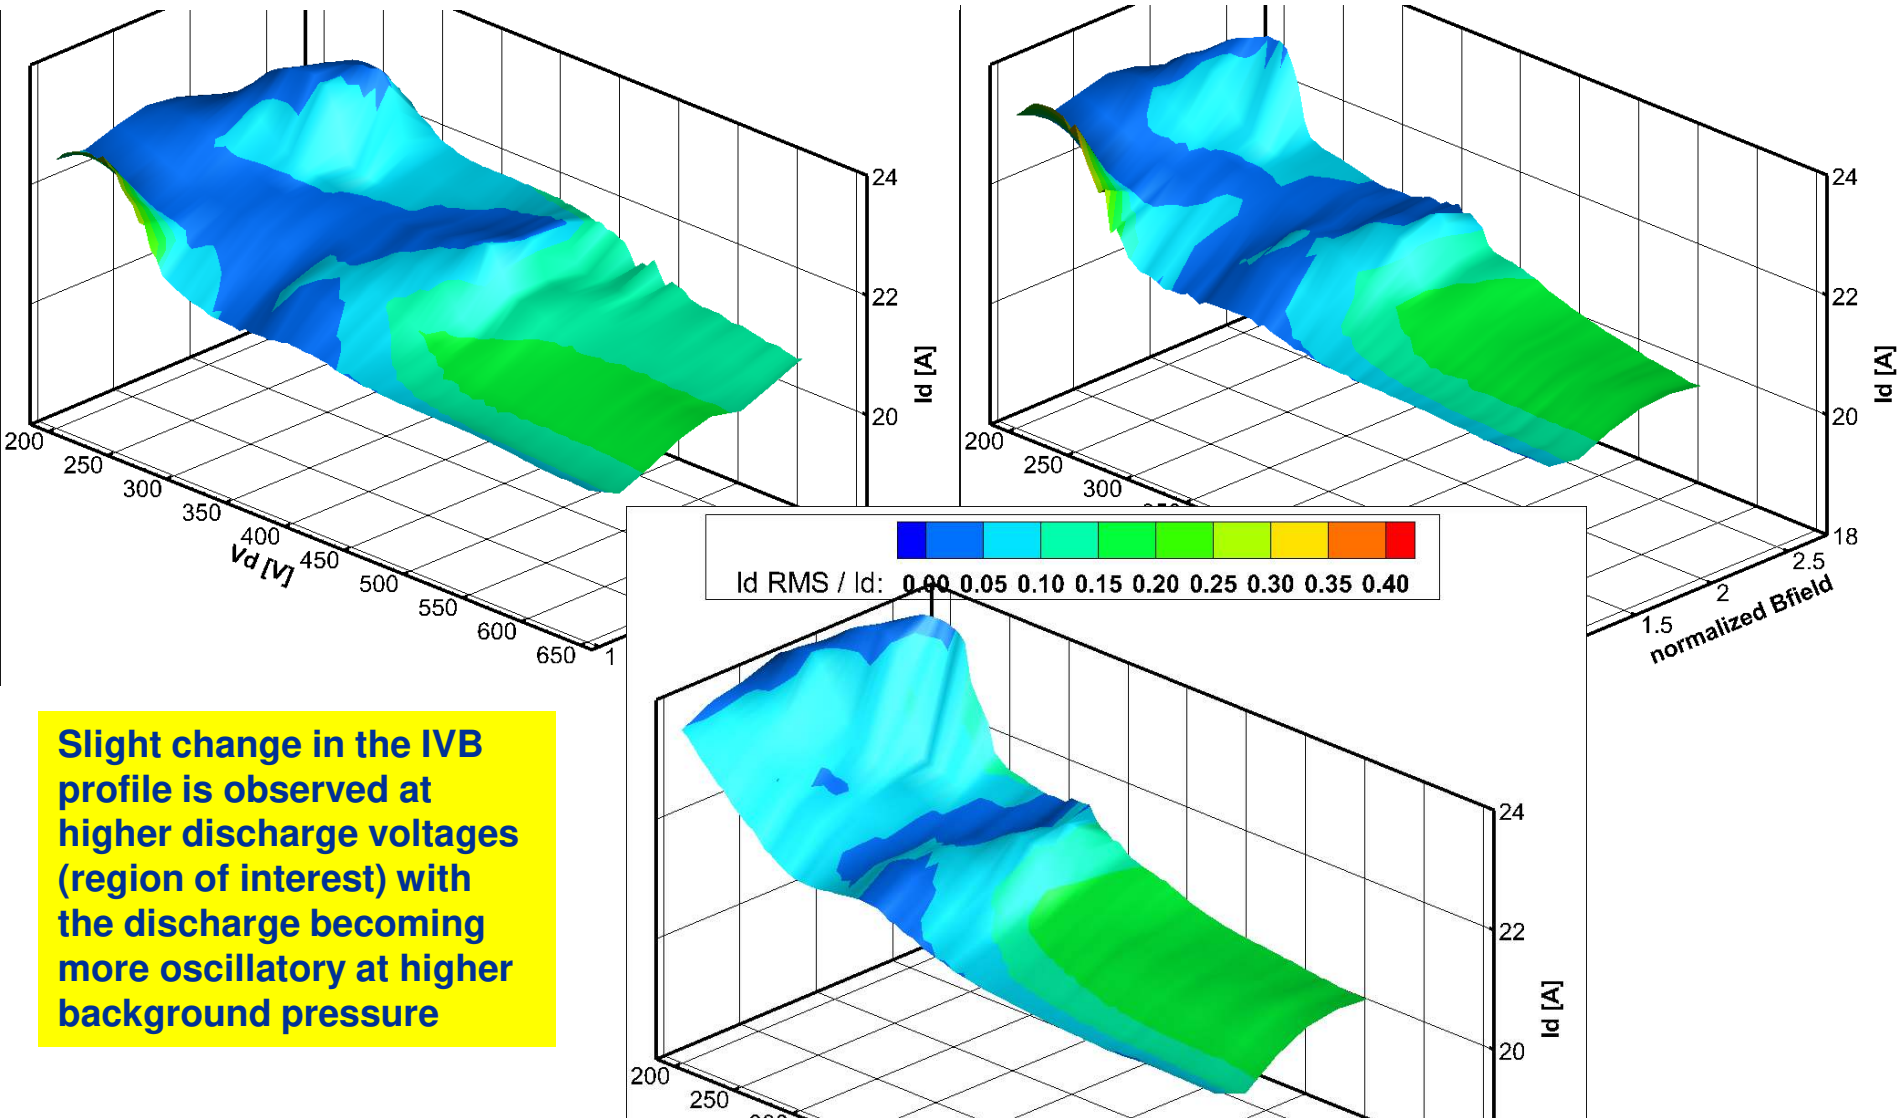 24
22
20
Id [A]
200
250
300
350
400
450
500
550
600
650
Vd [V]
1
24
22
20
18
Id [A]
200
250
300
1.5
2
2.5
normalized Bfield
Id RMS / Id: 0.00 0.05 0.10 0.15 0.20 0.25 0.30 0.35 0.40
24
22
20
Id [A]
200
250
Slight change in the IVB
profile is observed at
higher discharge voltages
(region of interest) with
the discharge becoming
more oscillatory at higher
background pressure